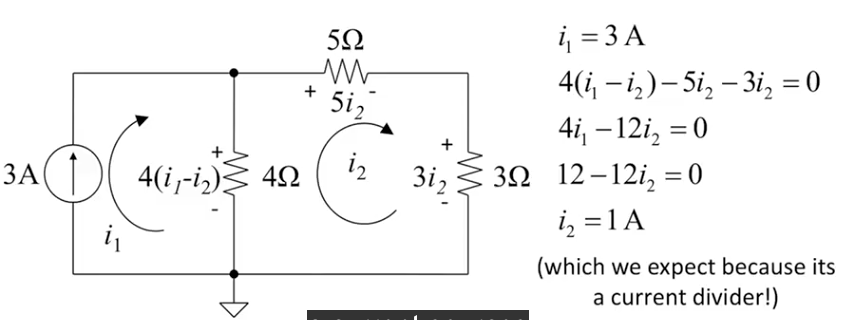 5Ω
+ 5i₂ -
3A
i₁
+
4(i₁-i₂)
-
4Ω
i₂
+
3i₂
-
3Ω
i₁ = 3 A
4(i₁ − i₂) − 5i₂ − 3i₂ = 0
4i₁ − 12i₂ = 0
12 − 12i₂ = 0
i₂ = 1 A
(which we expect because its
a current divider!)